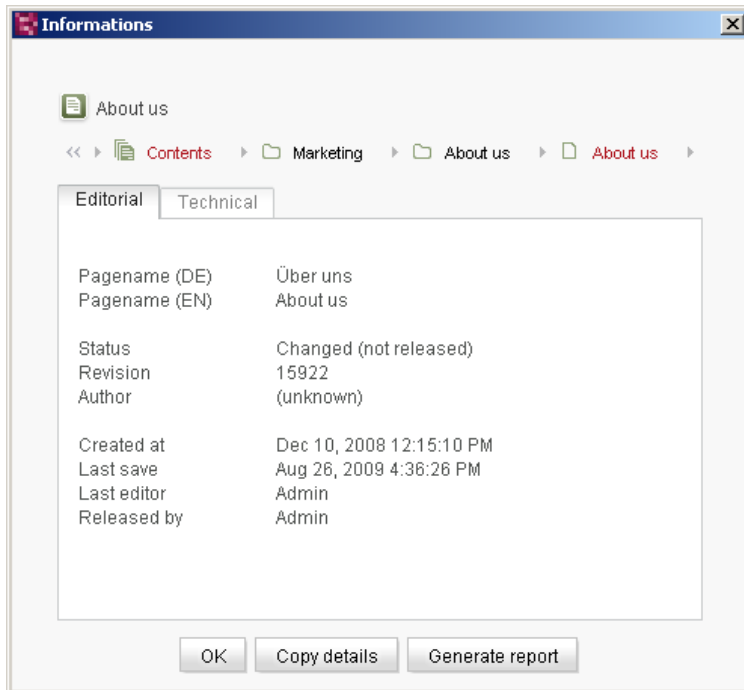 Informations
About us
<< Contents Marketing About us About us
Editorial Technical
Pagename (DE) Über uns
Pagename (EN) About us
Status Changed (not released)
Revision 15922
Author (unknown)
Created at Dec 10, 2008 12:15:10 PM
Last save Aug 26, 2009 4:36:26 PM
Last editor Admin
Released by Admin
OK Copy details Generate report